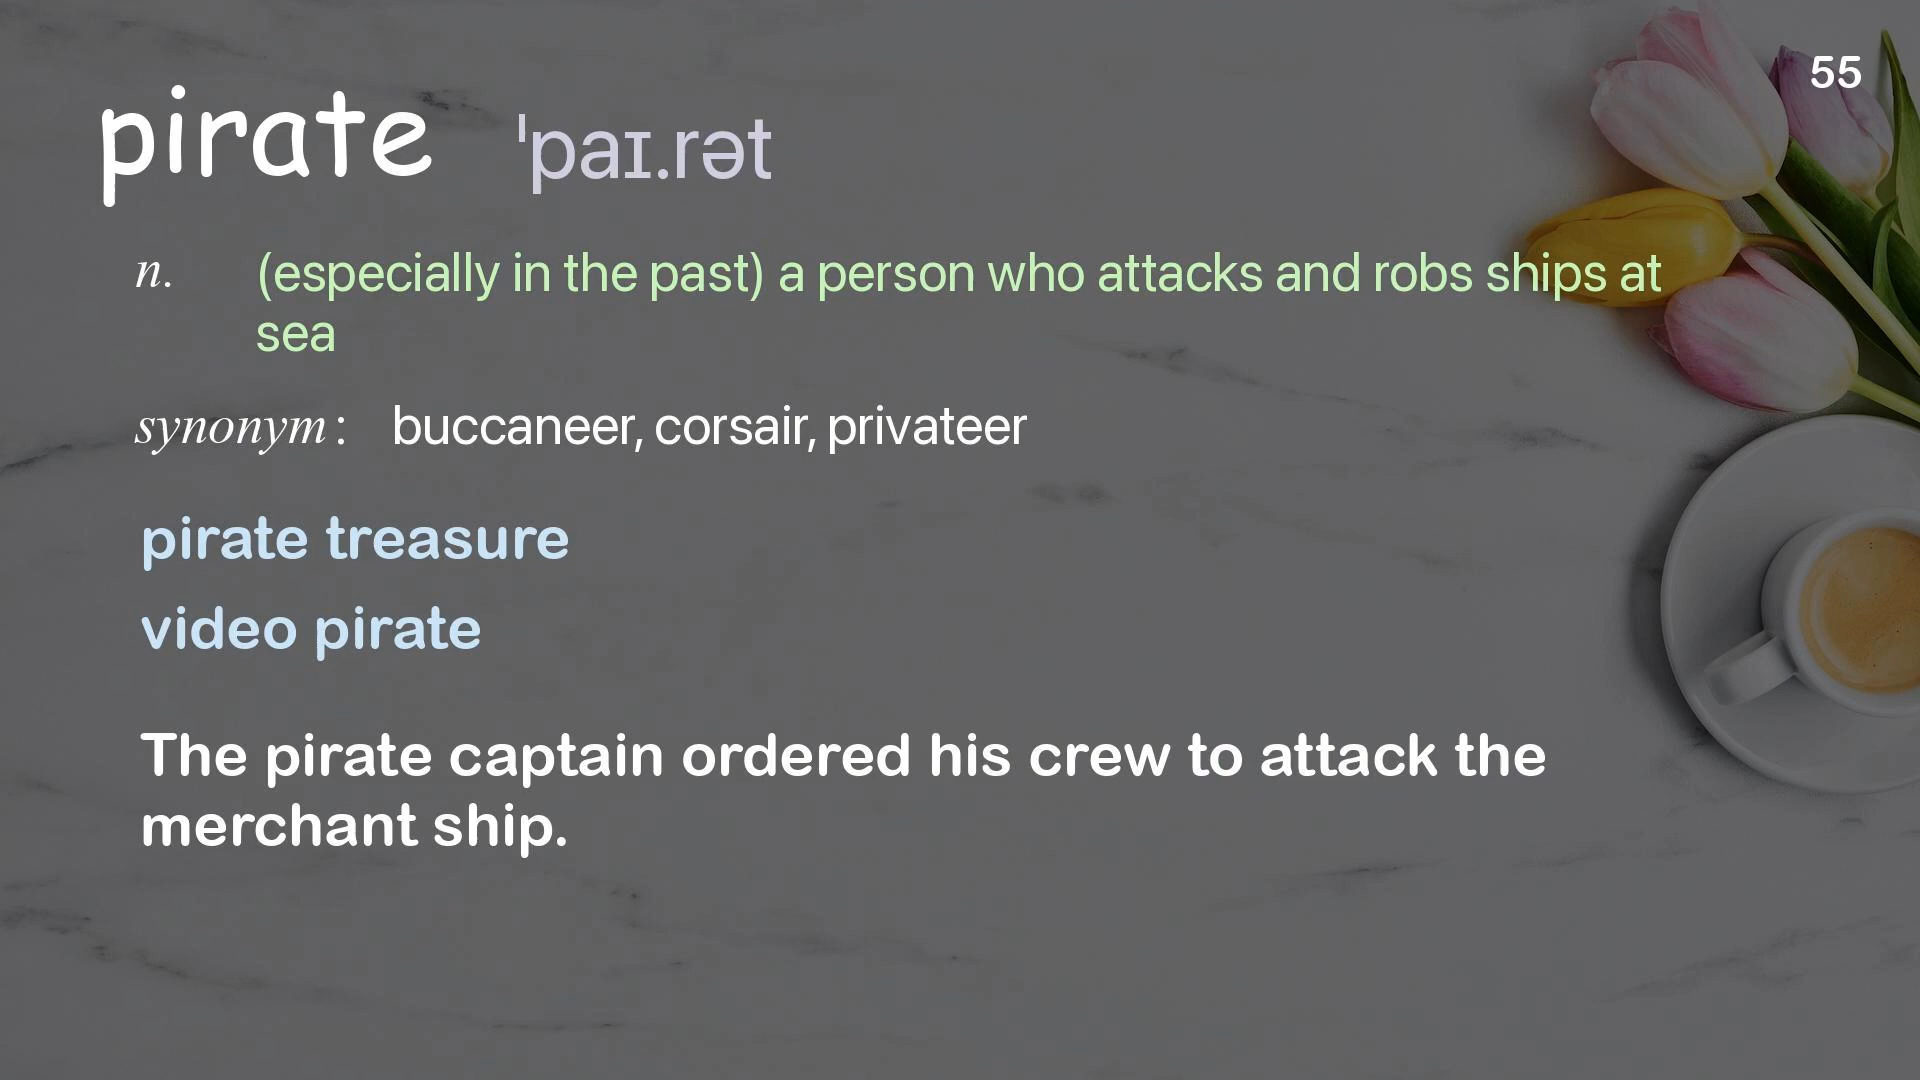 55
pirate ˈpaɪ.rət
n. (especially in the past) a person who attacks and robs ships at
sea
synonym: buccaneer, corsair, privateer
pirate treasure
video pirate
The pirate captain ordered his crew to attack the
merchant ship.